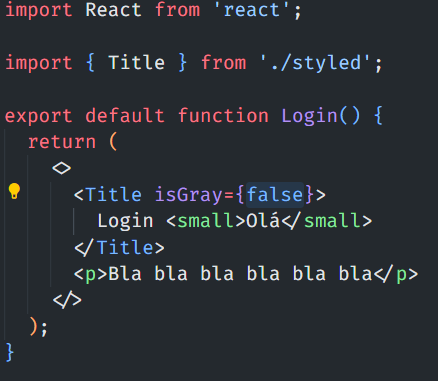 import React from 'react';
import { Title } from './styled';
export default function Login() {
return (
<>
<Title isGray={false}>
Login <small>Olá</small>
</Title>
<p>Bla bla bla bla bla bla</p>
</>
);
}